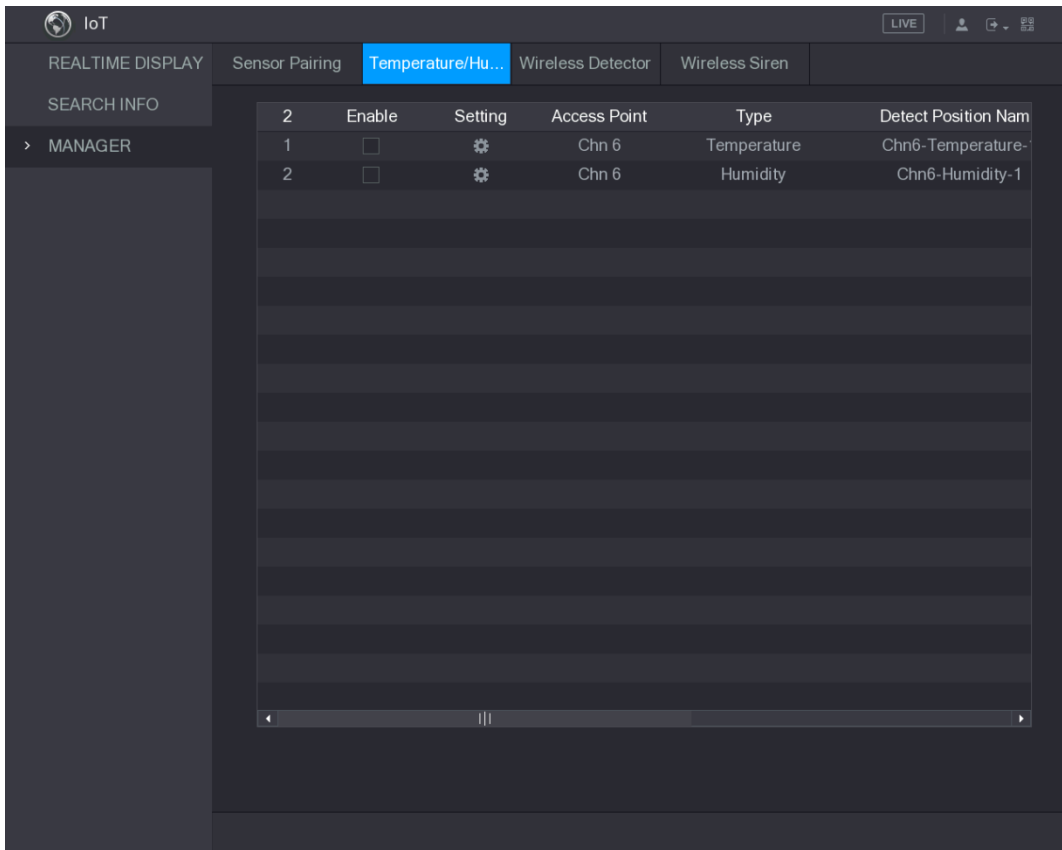 IoT
LIVE
REALTIME DISPLAY
SEARCH INFO
MANAGER
Sensor Pairing Temperature/Hu... Wireless Detector Wireless Siren
2 Enable Setting Access Point Type Detect Position Nam
1 Chn 6 Temperature Chn6-Temperature-
2 Chn 6 Humidity Chn6-Humidity-1